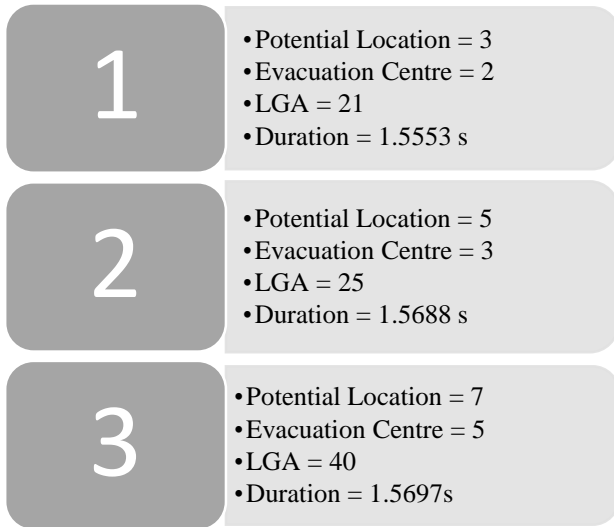 1
•Potential Location = 3
•Evacuation Centre = 2
•LGA = 21
•Duration = 1.5553 s
2
•Potential Location = 5
•Evacuation Centre = 3
•LGA = 25
•Duration = 1.5688 s
3
•Potential Location = 7
•Evacuation Centre = 5
•LGA = 40
•Duration = 1.5697s